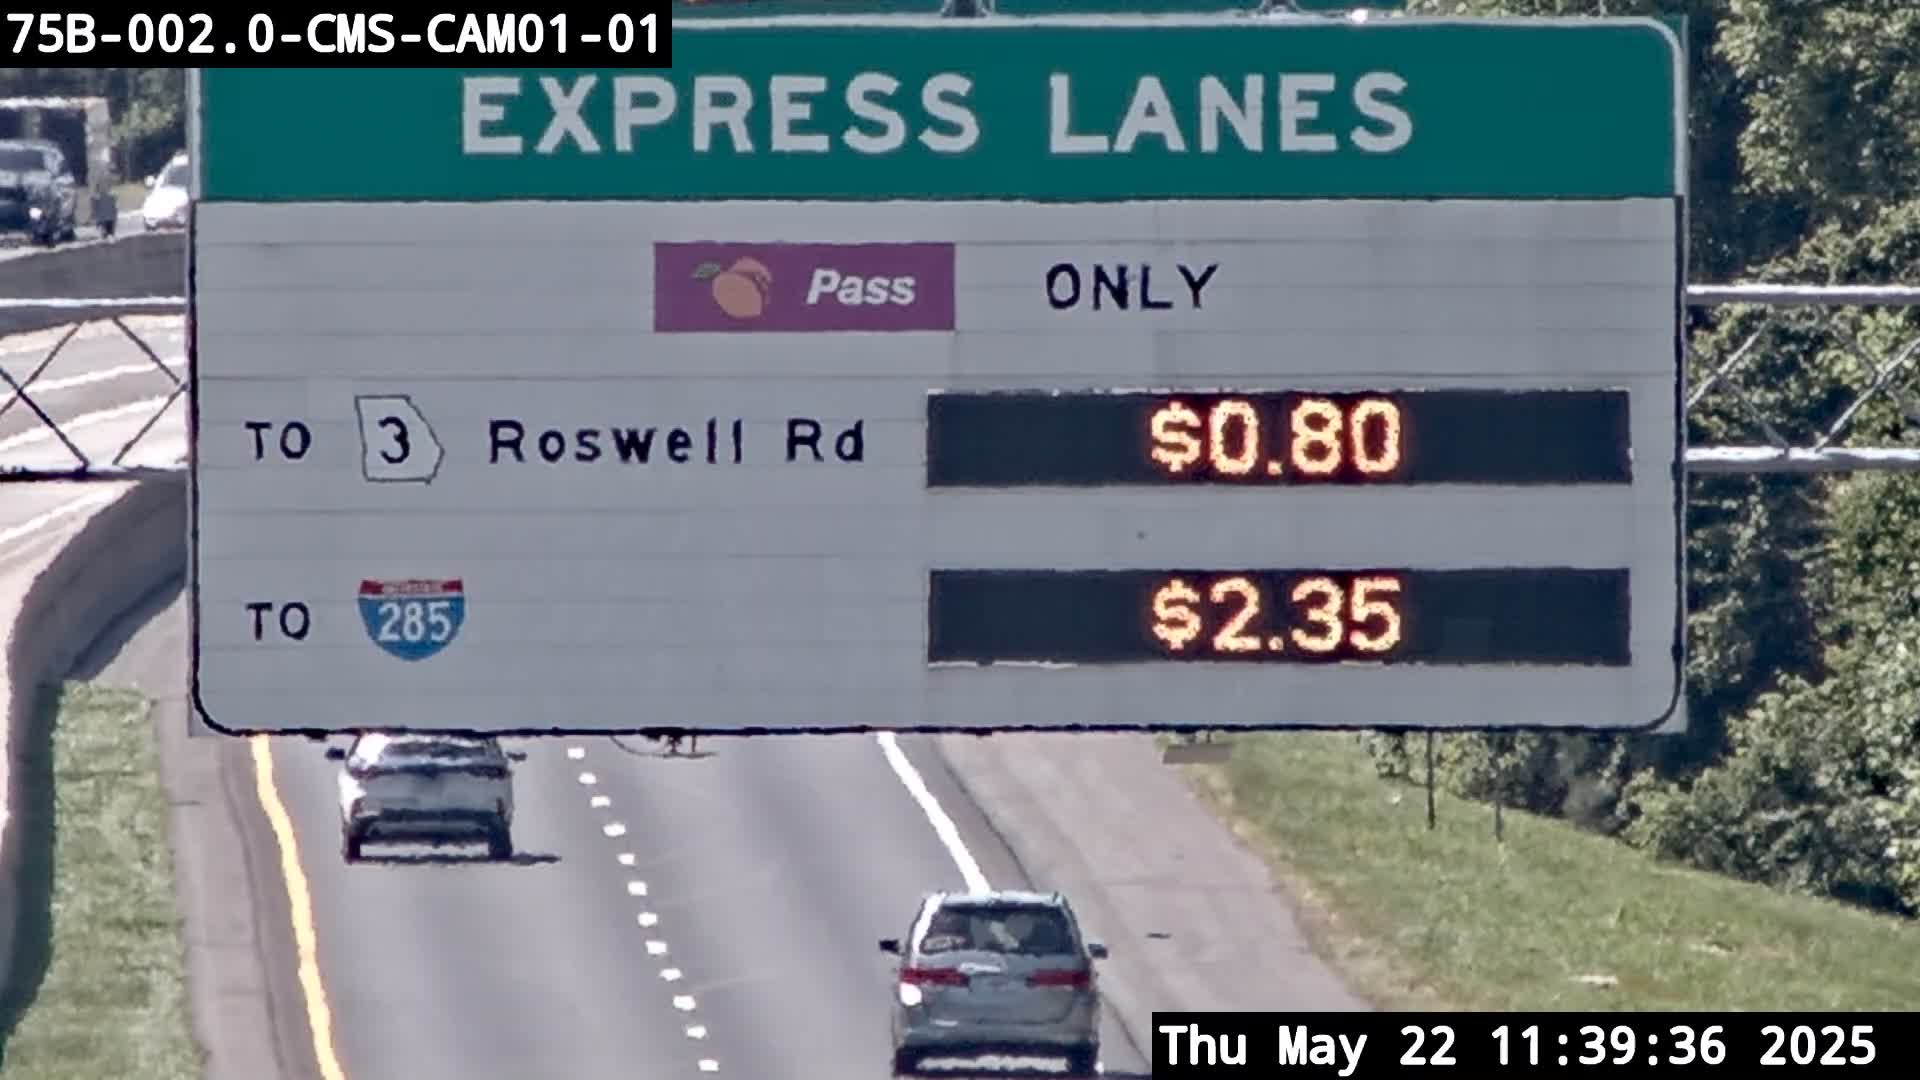 75B-002.0-CMS-CAM01-01
EXPRESS LANES
Pass ONLY
TO 3 Roswell Rd $0.80
TO 285 $2.35
Thu May 22 11:39:36 2025